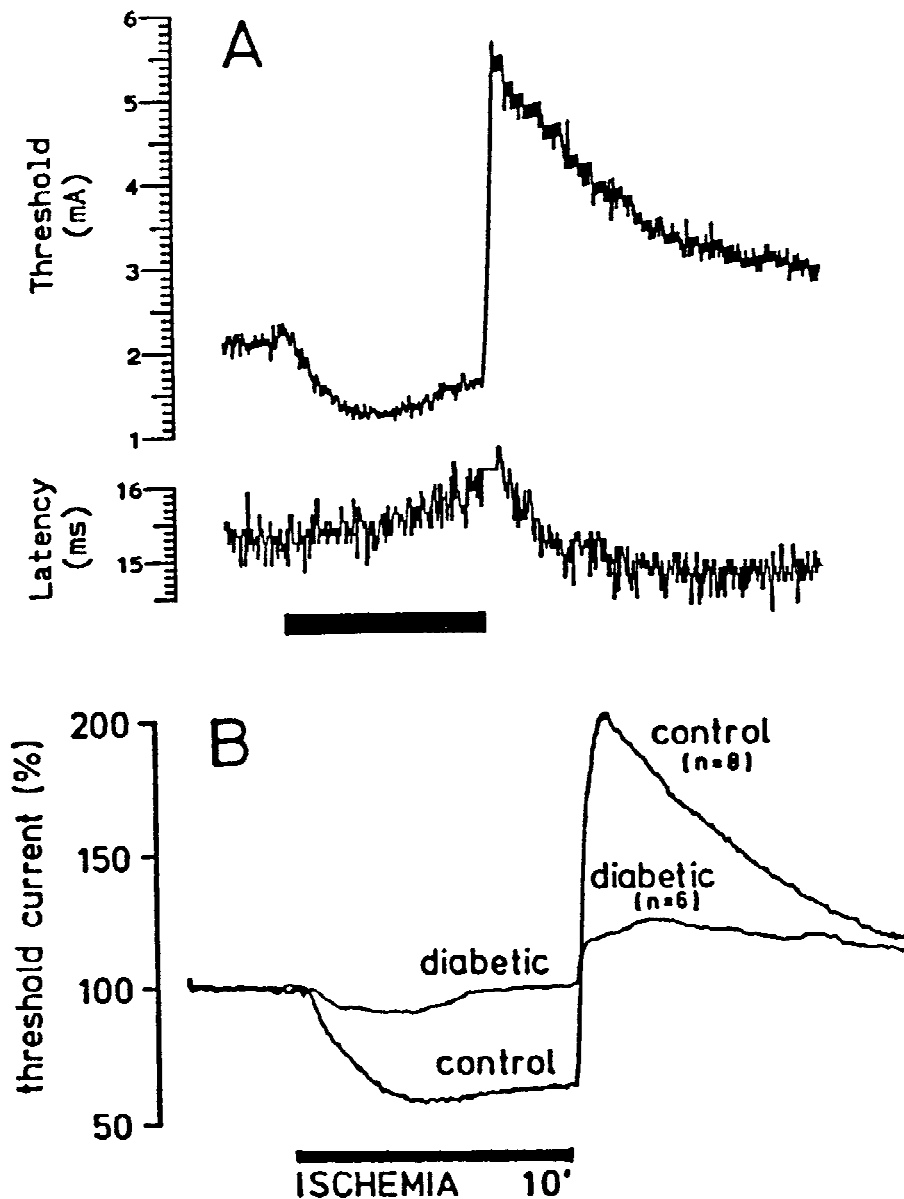 A
6
5
4
3
2
1
Threshold
(mA)
16
15
Latency
(ms)
B
200
150
100
50
threshold current (%)
control
(n=8)
diabetic
(n=6)
diabetic
control
ISCHEMIA 10'